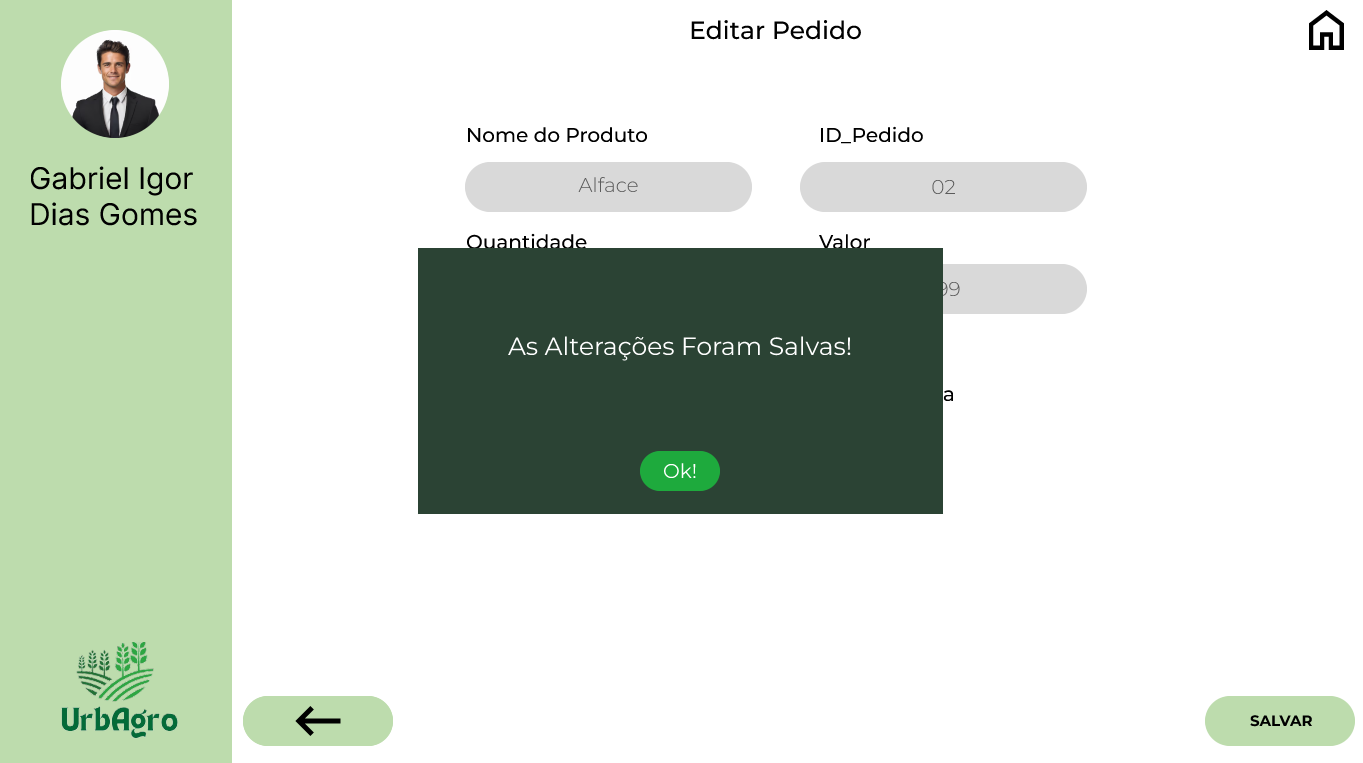 Editar Pedido
Gabriel Igor
Dias Gomes
Nome do Produto
ID_Pedido
Alface
02
Quantidade
Valor
99
As Alterações Foram Salvas!
a
Ok!
UrbAgro
SALVAR